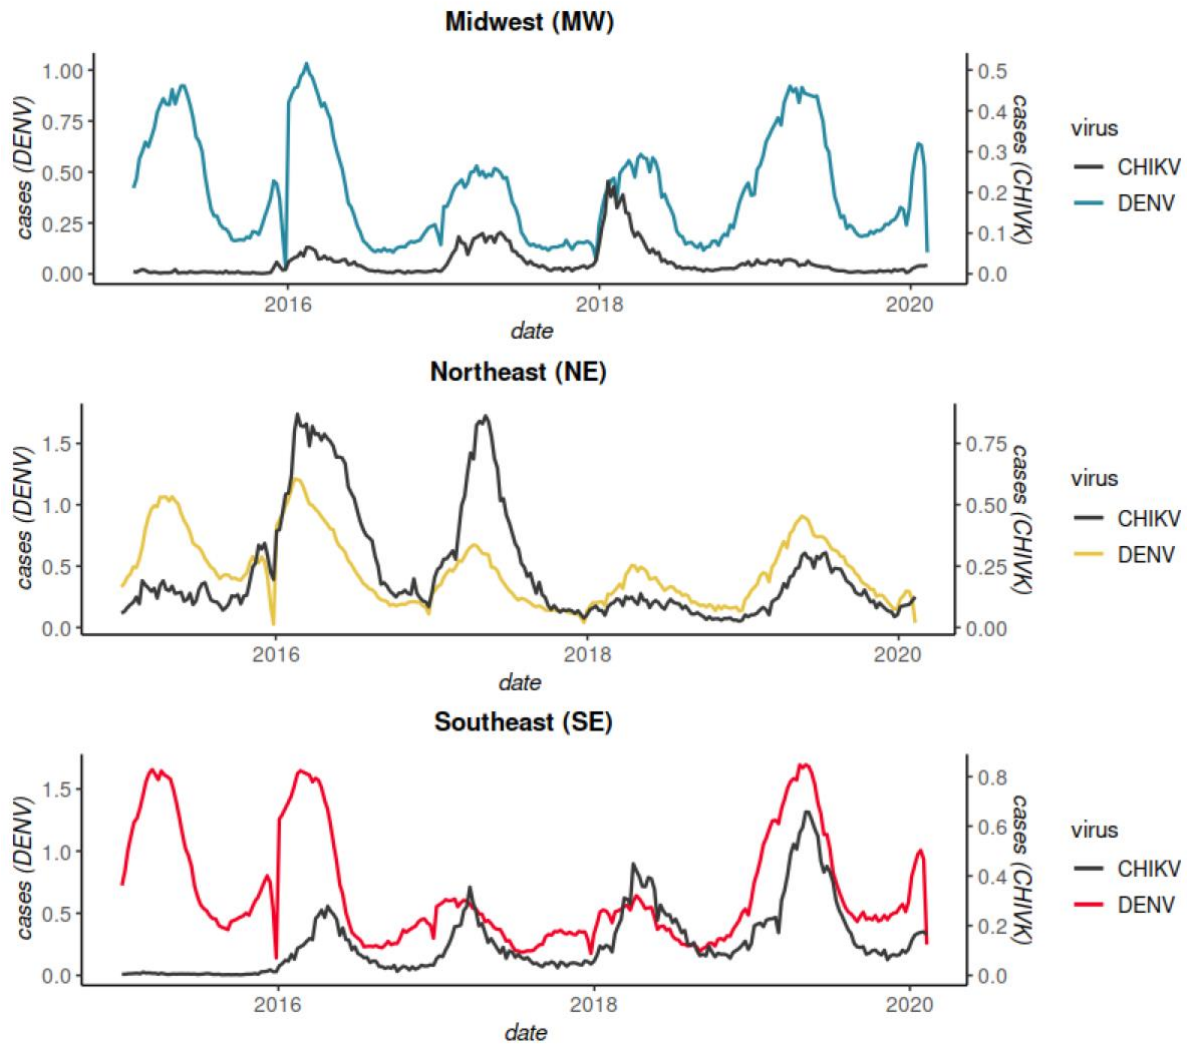 Midwest (MW)
1.00
0.75
0.50
0.25
0.00
cases (DENV)
0.5
0.4
0.3
0.2
0.1
0.0
cases (CHIVK)
2016
2018
2020
date
virus
CHIKV
DENV
Northeast (NE)
1.5
1.0
0.5
0.0
cases (DENV)
0.75
0.50
0.25
0.00
cases (CHIVK)
2016
2018
2020
date
virus
CHIKV
DENV
Southeast (SE)
1.5
1.0
0.5
0.0
cases (DENV)
0.8
0.6
0.4
0.2
0.0
cases (CHIVK)
2016
2018
2020
date
virus
CHIKV
DENV